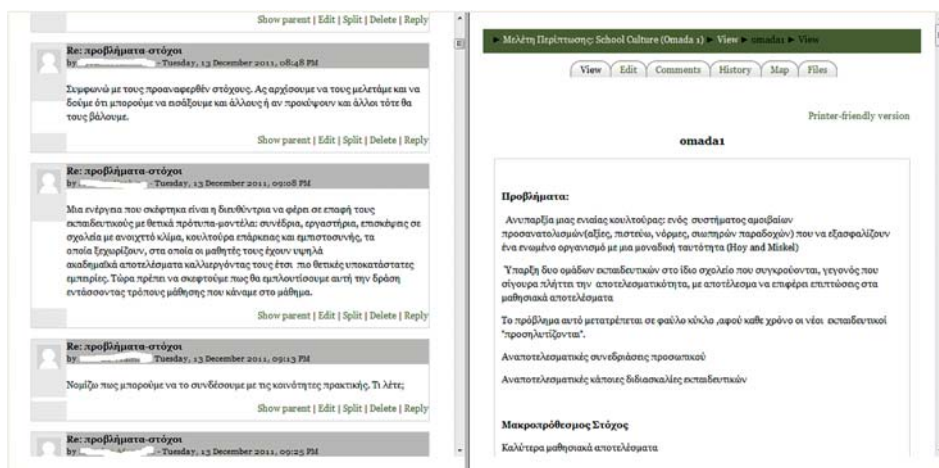 Show parent | Edit | Split | Delete | Reply
Re: προβλήματα-στόχοι
by - Tuesday, 13 December 2011, 08:48 PM
Συμφωνώ με τους προαναφερθέν στόχους. Ας αρχίσουμε να τους μελετάμε και να
δούμε ότι μπορούμε να εισάξουμε και άλλους ή αν προκύψουν και άλλοι τότε θα
τους βάλουμε.
Show parent | Edit | Split | Delete | Reply
Re: προβλήματα-στόχοι
by - Tuesday, 13 December 2011, 09:08 PM
Μια ενέργεια που σκέφτηκα είναι η διευθύντρια να φέρει σε επαφή τους
εκπαιδευτικούς με θετικά πρότυπα-μοντέλα: συνέδρια, εργαστήρια, επισκέψεις σε
σχολεία με ανοιχττό κλίμα, κουλτούρα επάρκειας και εμπιστοσυνής, τα
οποία ξεχωρίζουν, στα οποία οι μαθητές τους έχουν υψηλά
ακαδημαϊκά αποτελέσματα καλλιεργόντας τους έτσι πιο θετικές υποκατάστατες
εμπειρίες. Τώρα πρέπει να σκεφτούμε πως θα εμπλουτίσουμε αυτή την δράση
εντάσσοντας τρόπους μάθησης που κάναμε στο μάθημα.
Show parent | Edit | Split | Delete | Reply
Re: προβλήματα-στόχοι
by Tuesday, 13 December 2011, 09:13 PM
Νομίζω πως μπορούμε να το συνδέσουμε με τις κοινότητες πρακτικής. Τι λέτε;
Show parent | Edit | Split | Delete | Reply
Re: προβλήματα-στόχοι
by - Tuesday, 13 December 2011, 09:25 PM
► Μελέτη Περίπτωσης: School Culture (Omada 1) ► View ► omada1 ► View
View Edit Comments History Map Files
Printer-friendly version
omada1
Προβλήματα:
Ανυπαρξία μιας ενιαίας κουλτούρας: ενός συστήματος αμοιβαίων
προσανατολισμών(αξίες, πιστεύω, νόρμες, σιωπηρών παραδοχών) που να εξασφαλίζουν
ένα ενωμένο οργανισμό με μια μοναδική ταυτότητα (Hoy and Miskel)
Ύπαρξη δυο ομάδων εκπαιδευτικών στο ίδιο σχολείο που συγκρούονται, γεγονός που
σίγουρα πλήττει την αποτελεσματικότητα, με αποτέλεσμα να επιφέρει επιπτώσεις στα
μαθησιακά αποτελέσματα
Το πρόβλημα αυτό μετατρέπεται σε φαύλο κύκλο ,αφού καθε χρόνο οι νέοι εκπαιδευτικοί
"προσηλυτίζονται".
Αναποτελεσματικές συνεδριάσεις προσωπικού
Αναποτελεσματικές κάποιες διδιασκαλίες εκπαιδευτικών
Μακροπρόθεσμος Στόχος
Καλύτερα μαθησιακά αποτελέσματα